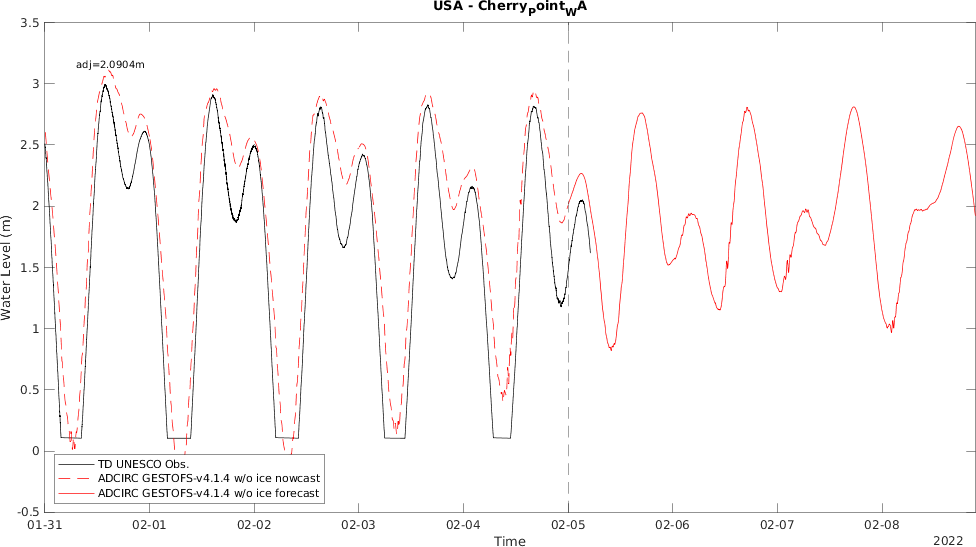 USA - CherryPointWA
3.5
adj=2.0904m
3
2.5
2
Water Level (m)
1.5
1
0.5
0
TD UNESCO Obs.
ADCIRC GESTOFS-v4.1.4 w/o ice nowcast
ADCIRC GESTOFS-v4.1.4 w/o ice forecast
-0.5
01-31 02-01 02-02 02-03 02-04 02-05 02-06 02-07 02-08
Time
2022